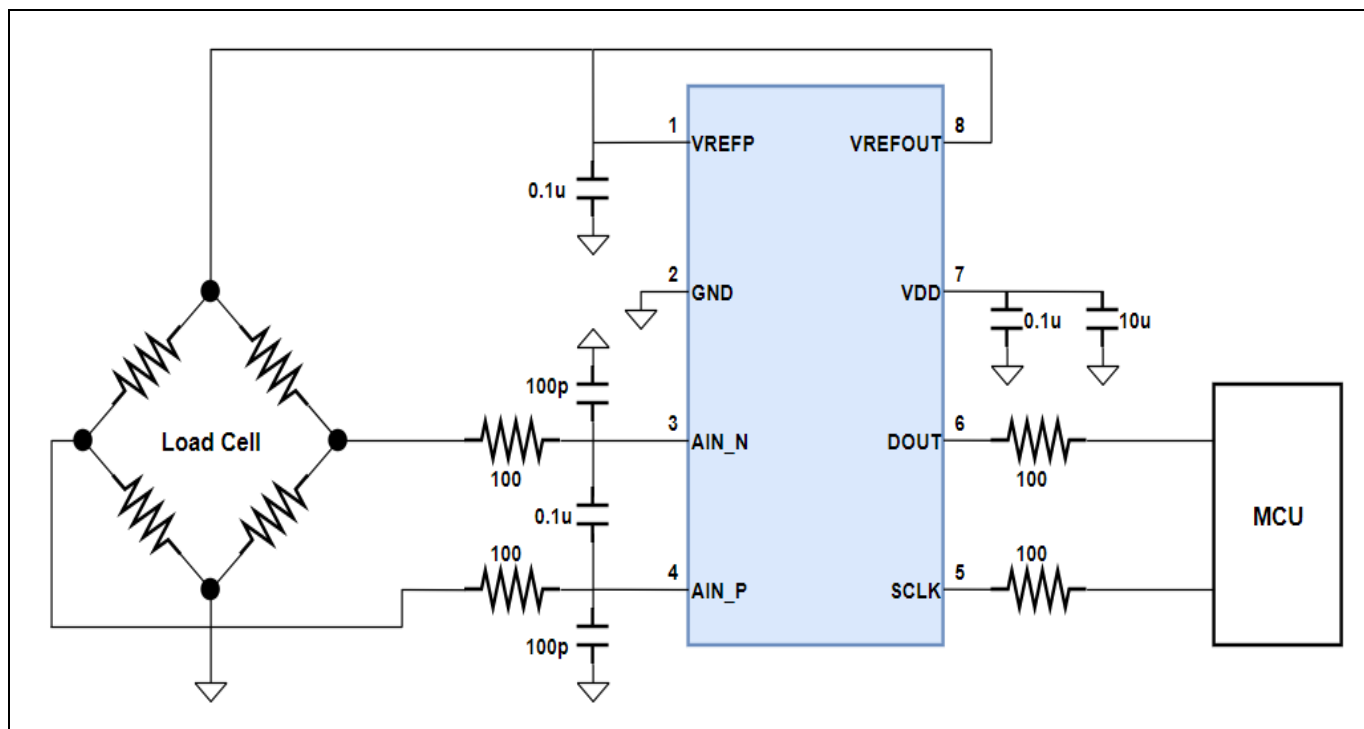 1
VREFP
VREFOUT
8
0.1u
2
GND
VDD
7
0.1u
10u
100p
Load Cell
3
AIN_N
DOUT
6
100
100
0.1u
MCU
100
4
AIN_P
SCLK
5
100
100p